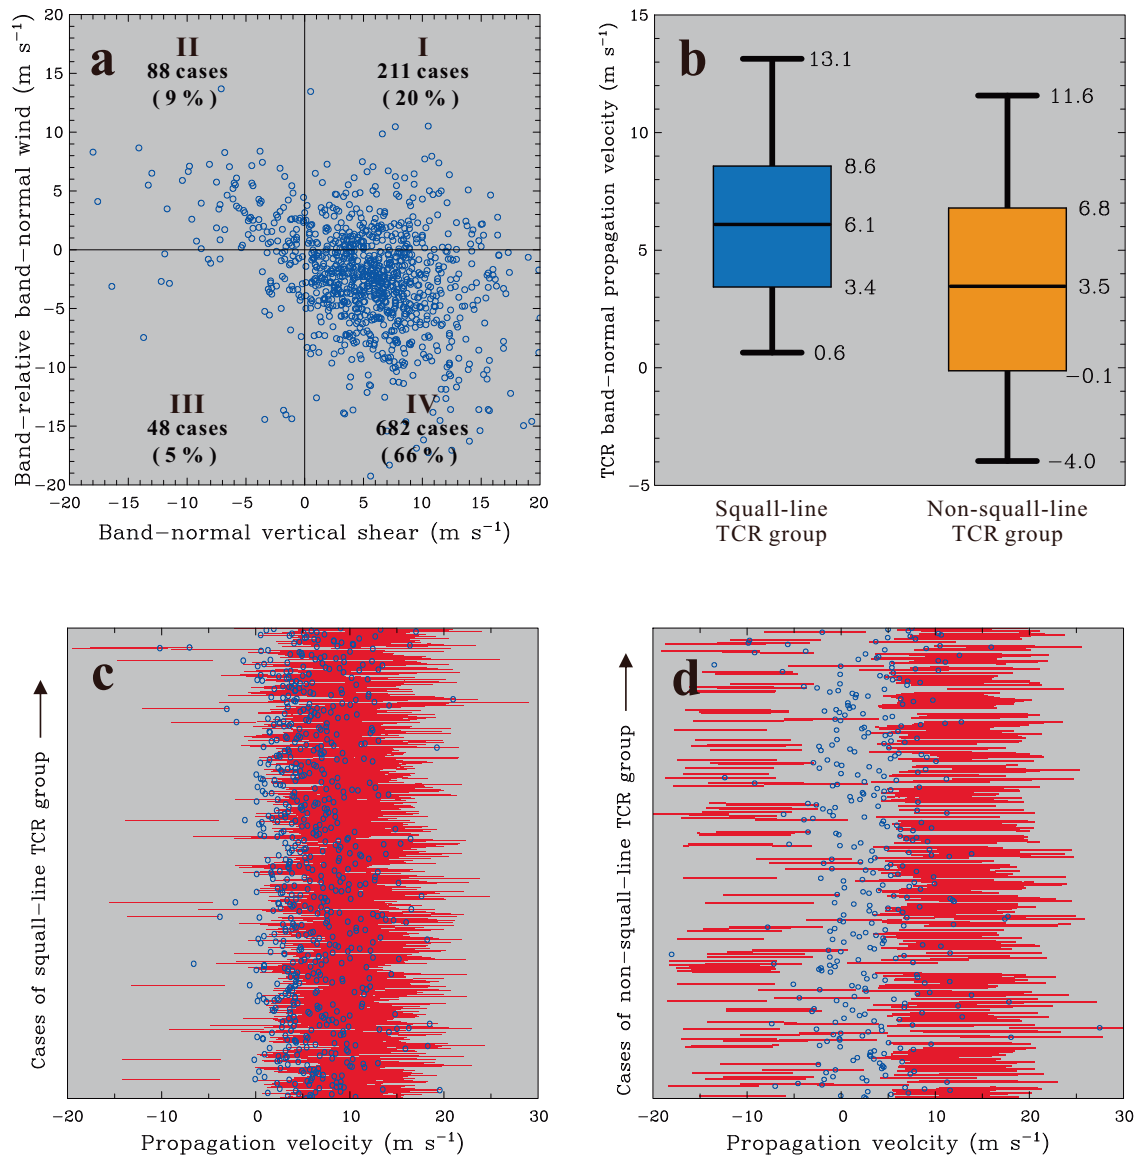 a
II
88 cases
( 9 % )
I
211 cases
( 20 % )
III
48 cases
( 5 % )
IV
682 cases
( 66 % )
20
15
10
5
0
−5
−10
−15
−20
Band−relative band−normal wind (m s⁻¹)
−20 −15 −10 −5 0 5 10 15 20
Band−normal vertical shear (m s⁻¹)
b
15
10
5
0
−5
TCR band−normal propagation velocity (m s⁻¹)
13.1
8.6
6.1
3.4
0.6
11.6
6.8
3.5
−0.1
−4.0
Squall-line
TCR group
Non-squall-line
TCR group
c
Cases of squall−line TCR group
−20 −10 0 10 20 30
Propagation velocity (m s⁻¹)
d
Cases of non−squall−line TCR group
−20 −10 0 10 20 30
Propagation veolcity (m s⁻¹)